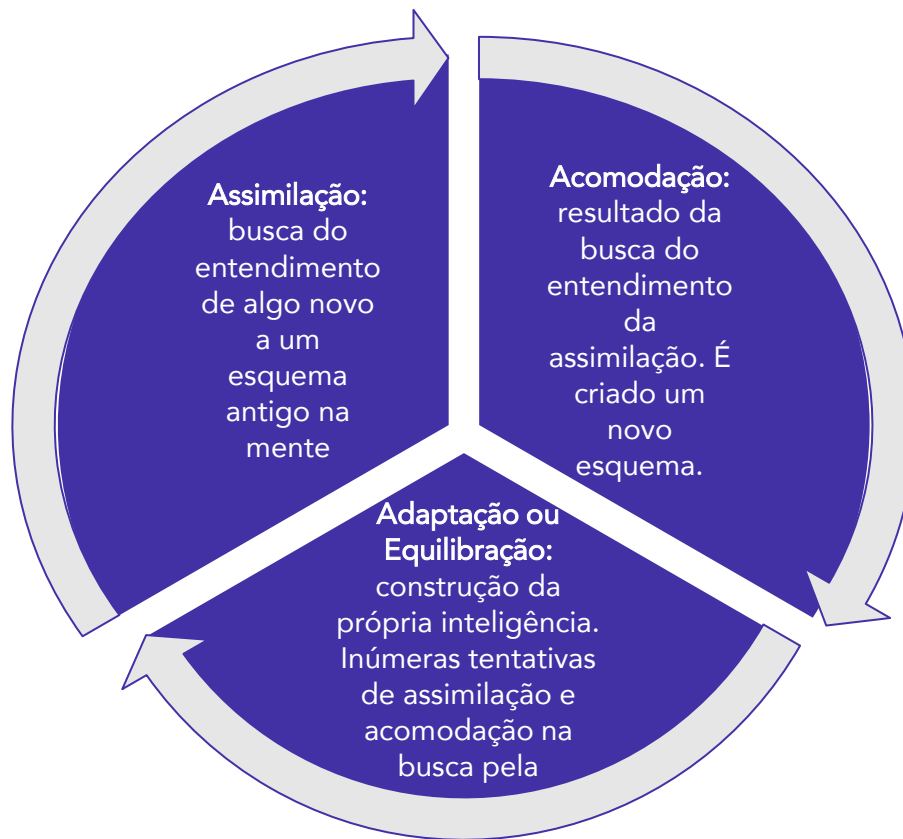 Assimilação:
busca do
entendimento
de algo novo
a um
esquema
antigo na
mente
Acomodação:
resultado da
busca do
entendimento
da
assimilação. É
criado um
novo
esquema.
Adaptação ou
Equilibração:
construção da
própria inteligência.
Inúmeras tentativas
de assimilação e
acomodação na
busca pela